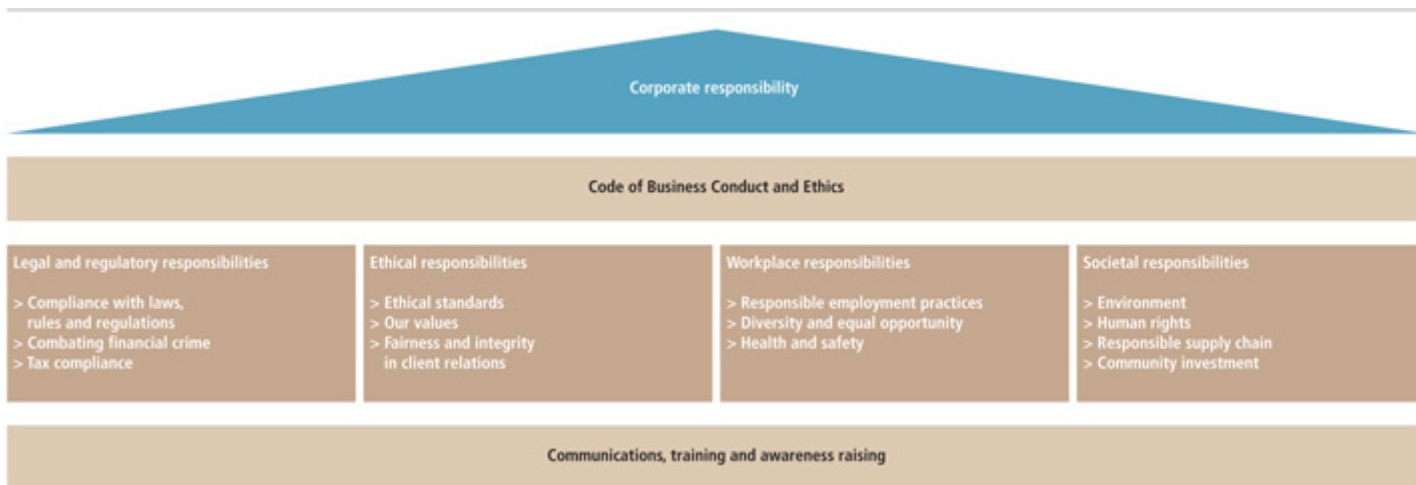 Corporate responsibility
Code of Business Conduct and Ethics
Legal and regulatory responsibilities
> Compliance with laws,
rules and regulations
> Combating financial crime
> Tax compliance
Ethical responsibilities
> Ethical standards
> Our values
> Fairness and integrity
in client relations
Workplace responsibilities
> Responsible employment practices
> Diversity and equal opportunity
> Health and safety
Societal responsibilities
> Environment
> Human rights
> Responsible supply chain
> Community investment
Communications, training and awareness raising